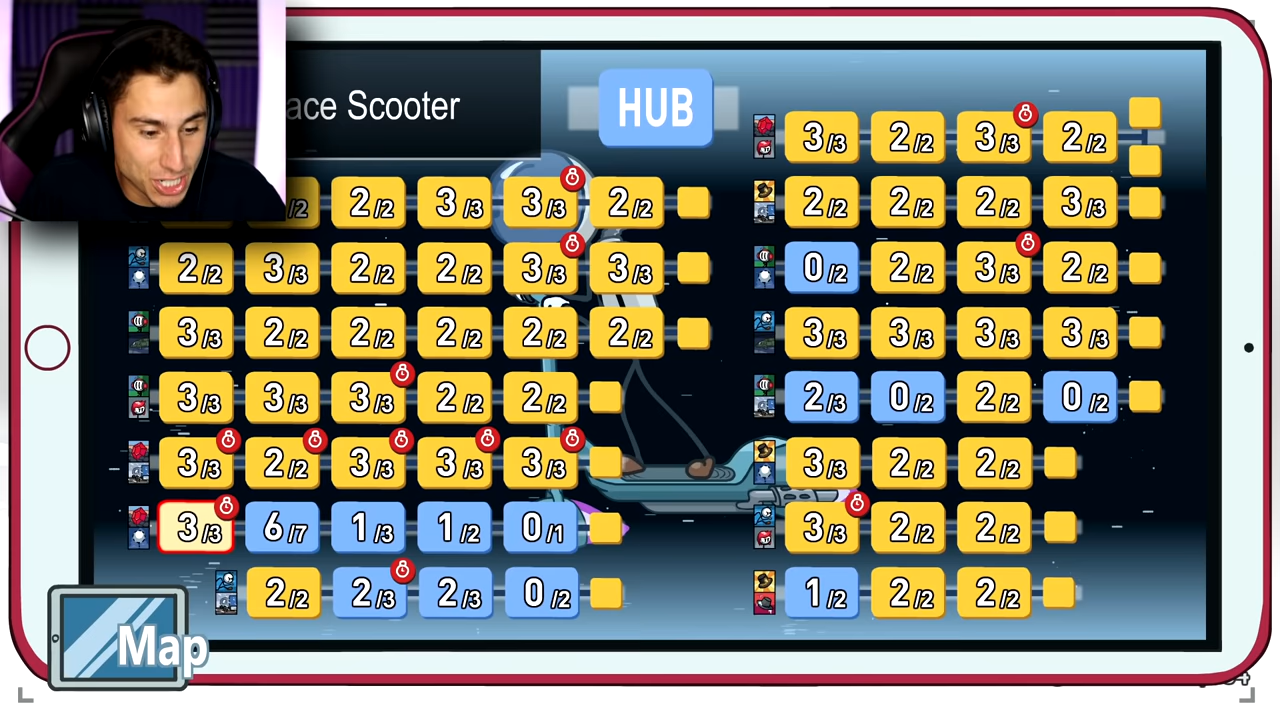 ace Scooter
HUB
3/3 2/2 3/3 2/2
/2 2/2 3/3 3/3 2/2
2/2 2/2 2/2 3/3
2/2 3/3 2/2 2/2 3/3 3/3
0/2 2/2 3/3 2/2
3/3 2/2 2/2 2/2 2/2 2/2
3/3 3/3 3/3 3/3
3/3 3/3 3/3 2/2 2/2
2/3 0/2 2/2 0/2
3/3 2/2 3/3 3/3 3/3
3/3 2/2 2/2
3/3 6/7 1/3 1/2 0/1
3/3 2/2 2/2
2/2 2/3 2/3 0/2
1/2 2/2 2/2
Map